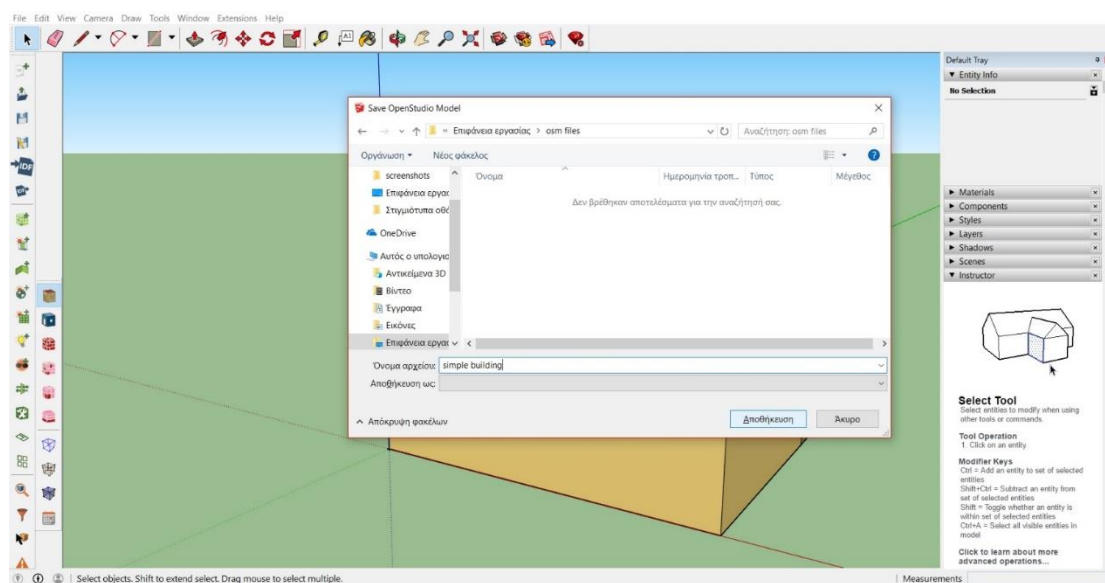 File Edit View Camera Draw Tools Window Extensions Help
A1
Default Tray
Entity Info
No Selection
IDF
Save OpenStudio Model
« Επιφάνεια εργασίας > osm files
Αναζήτηση: osm files
Οργάνωση
Νέος φάκελος
screenshots
Επιφάνεια εργας
Στιγμιότυπα οθό
OneDrive
Αυτός ο υπολογισ
Αντικείμενα 3D
Βίντεο
Έγγραφα
Εικόνες
Επιφάνεια εργας
Όνομα
Ημερομηνία τροπ...
Τύπος
Μέγεθος
Δεν βρέθηκαν αποτελέσματα για την αναζήτησή σας.
Όνομα αρχείου: simple building
Αποθήκευση ως:
Απόκρυψη φακέλων
Αποθήκευση
Άκυρο
Materials
Components
Styles
Layers
Shadows
Scenes
Instructor
Select Tool
Select entities to modify when using
other tools or commands.
Tool Operation
1. Click on an entity.
Modifier Keys
Ctrl = Add an entity to set of selected
entities
Shift+Ctrl = Subtract an entity from
set of selected entities
Shift = Toggle whether an entity is
within set of selected entities
Ctrl+A = Select all visible entities in
model
Click to learn about more
advanced operations...
Select objects. Shift to extend select. Drag mouse to select multiple.
Measurements